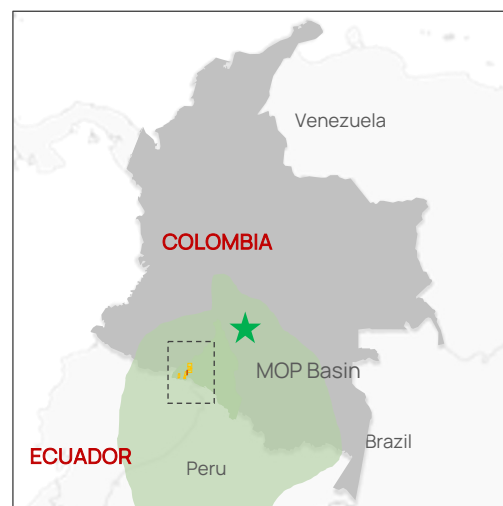 Venezuela
COLOMBIA
MOP Basin
Brazil
ECUADOR
Peru